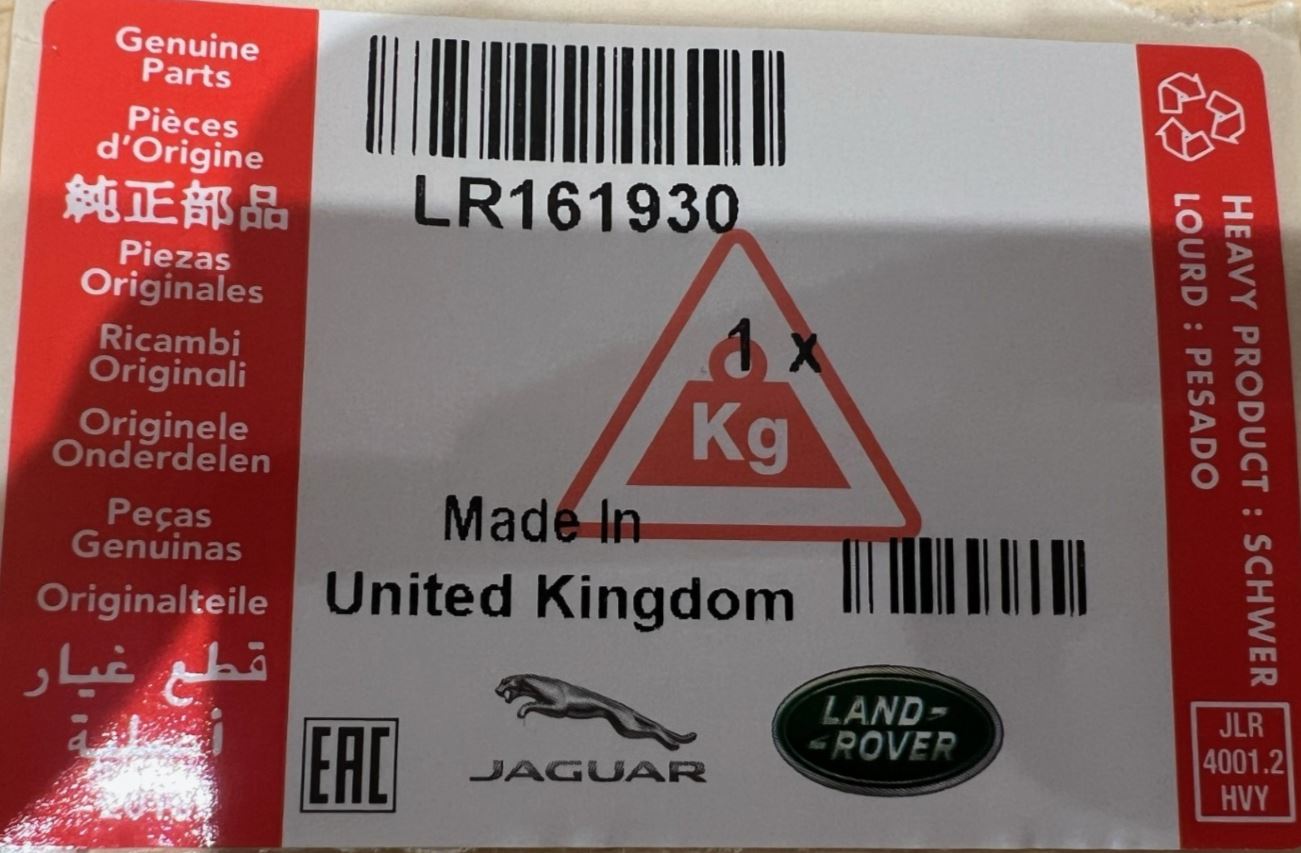 Genuine
Parts
Pièces
d'Origine
純正部品
Piezas
Originales
Ricambi
Originali
Originele
Onderdelen
Peças
Genuinas
Originalteile
قطع غيار
أصلية
LR161930
1 x
Kg
Made In
United Kingdom
EAC
JAGUAR
LAND-
-ROVER
HEAVY PRODUCT : SCHWER
LOURD : PESADO
JLR
4001.2
HVY